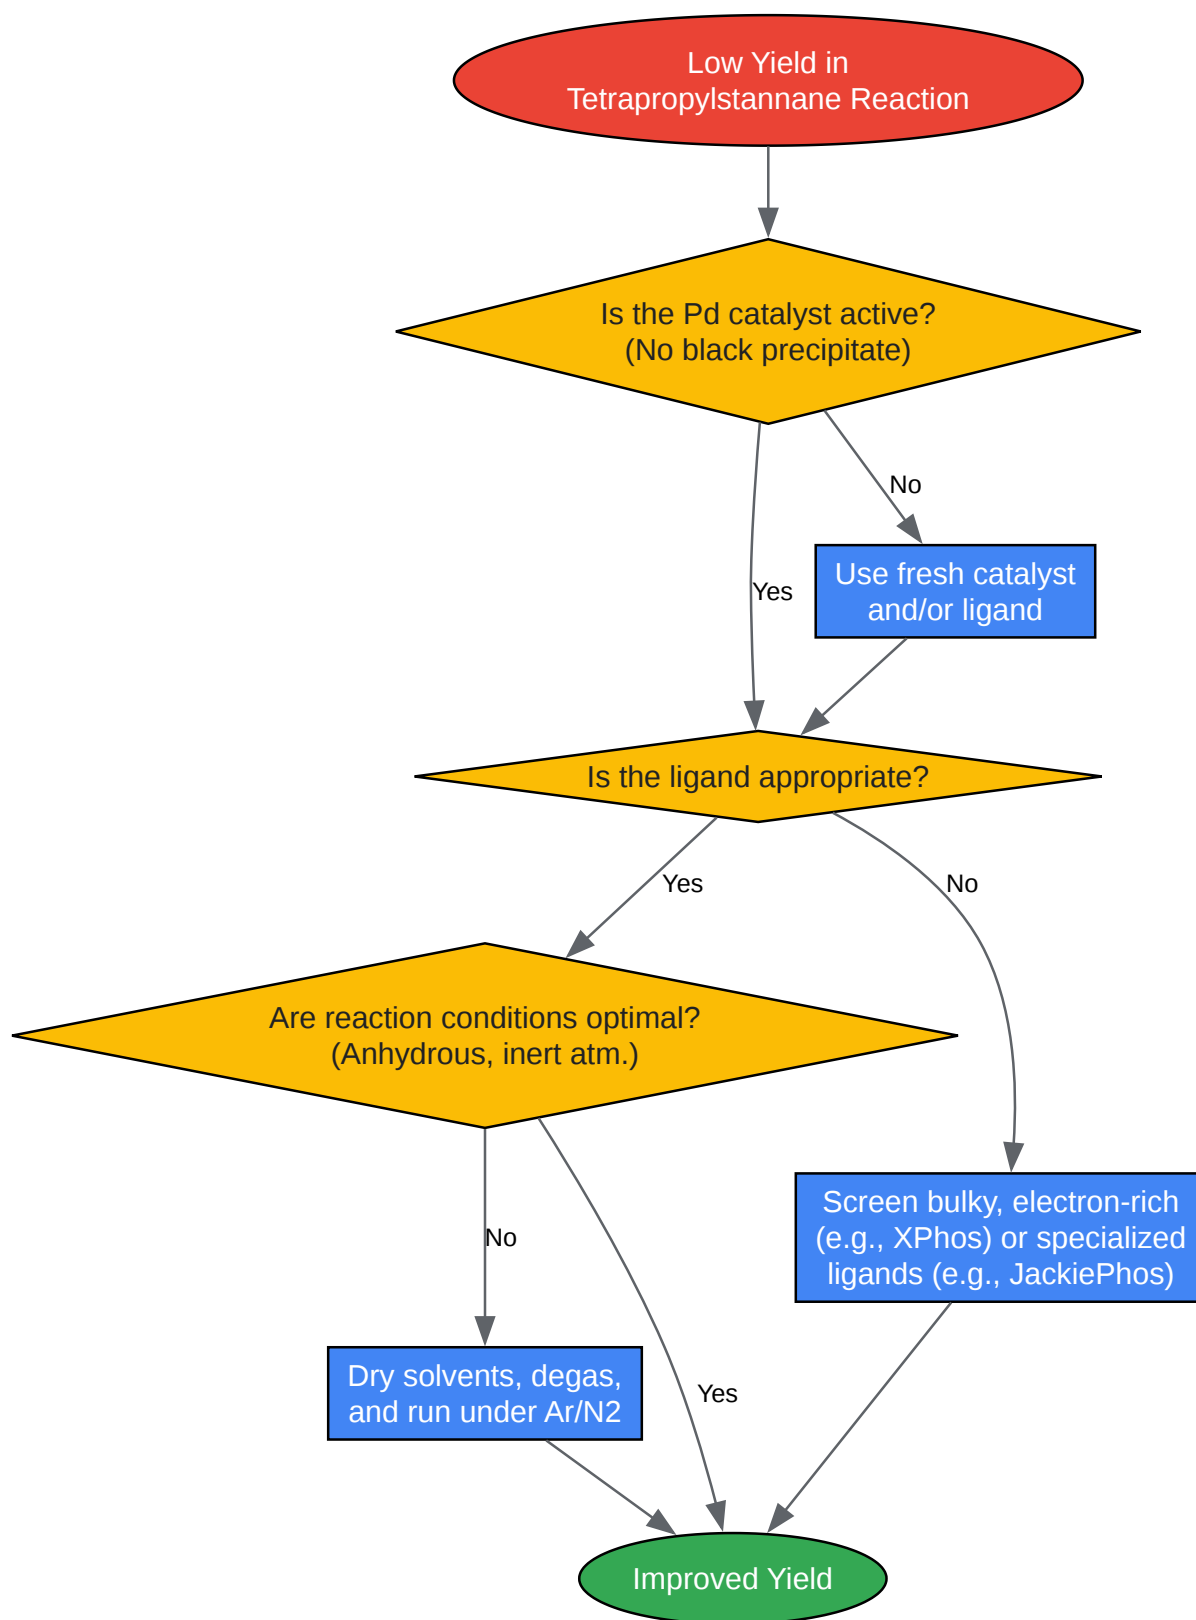 Low Yield in
Tetrapropylstannane Reaction
Is the Pd catalyst active?
(No black precipitate)
No
Use fresh catalyst
and/or ligand
Yes
Is the ligand appropriate?
Yes
No
Are reaction conditions optimal?
(Anhydrous, inert atm.)
Screen bulky, electron-rich
(e.g., XPhos) or specialized
ligands (e.g., JackiePhos)
No
Dry solvents, degas,
and run under Ar/N2
Yes
Improved Yield